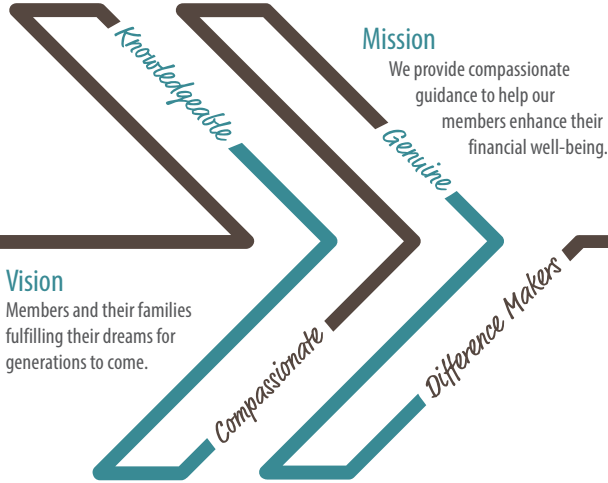 Knowledgeable
Mission
We provide compassionate
guidance to help our
members enhance their
financial well-being.
Genuine
Vision
Members and their families
fulfilling their dreams for
generations to come.
Compassionate
Difference Makers